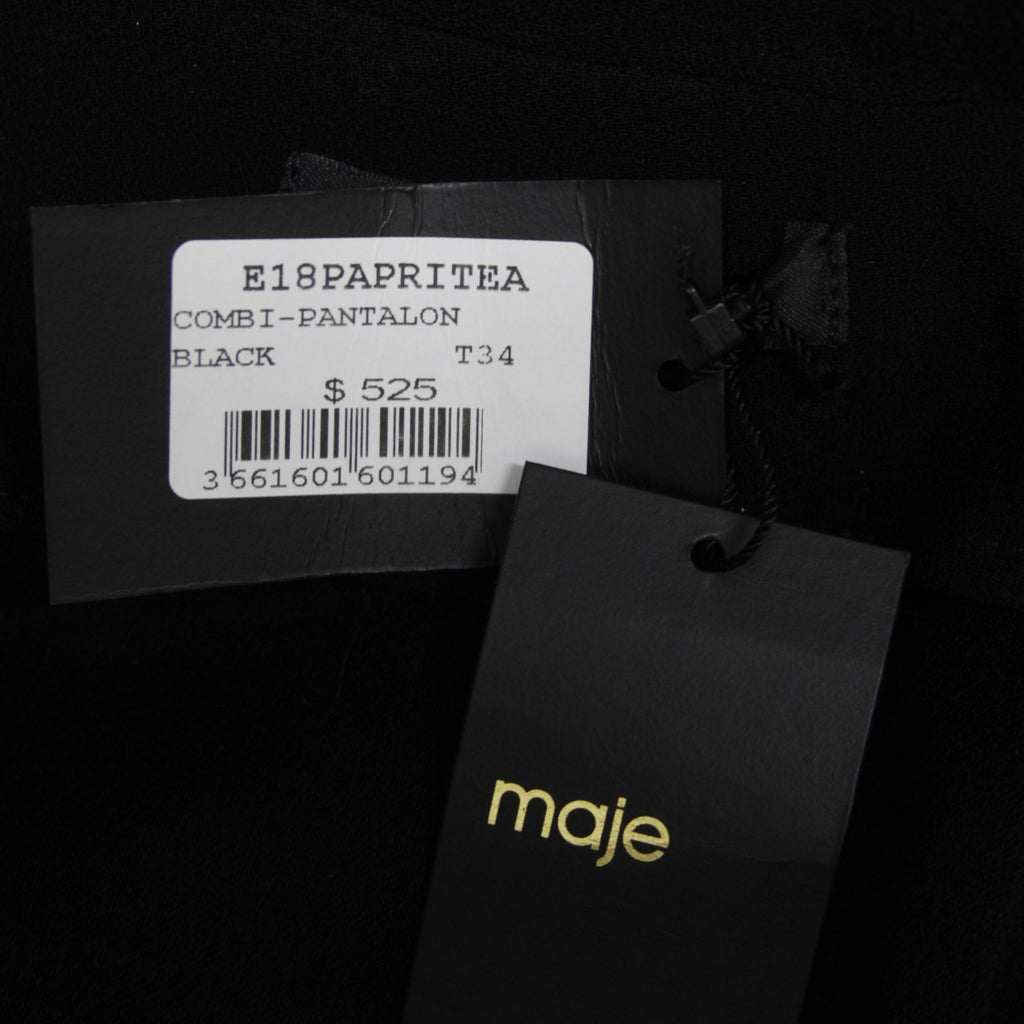 E18PAPRITEA
COMBI-PANTALON
BLACK T34
$ 525
3 661601 601194
maje